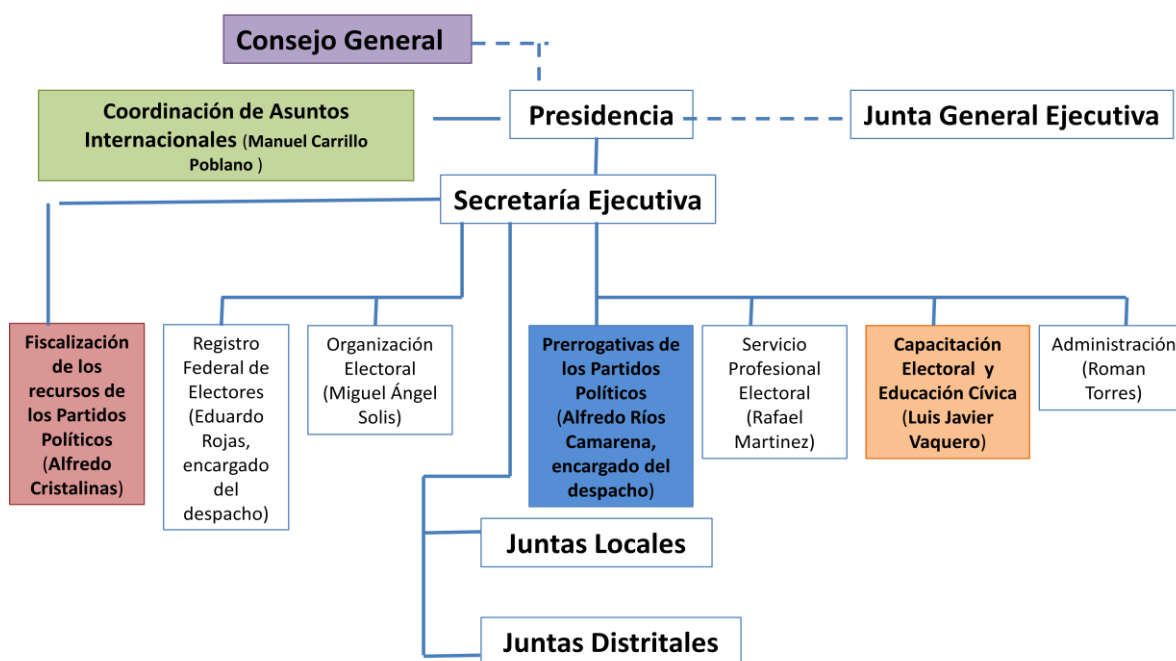 Consejo General
Coordinación de Asuntos
Internacionales (Manuel Carrillo
Poblano )
Presidencia
Junta General Ejecutiva
Secretaría Ejecutiva
Fiscalización
de los
recursos de
los Partidos
Políticos
(Alfredo
Cristalinas)
Registro
Federal de
Electores
(Eduardo
Rojas,
encargado
del
despacho)
Organización
Electoral
(Miguel Ángel
Solis)
Prerrogativas de
los Partidos
Políticos
(Alfredo Ríos
Camarena,
encargado del
despacho)
Servicio
Profesional
Electoral
(Rafael
Martinez)
Capacitación
Electoral y
Educación Cívica
(Luis Javier
Vaquero)
Administración
(Roman
Torres)
Juntas Locales
Juntas Distritales